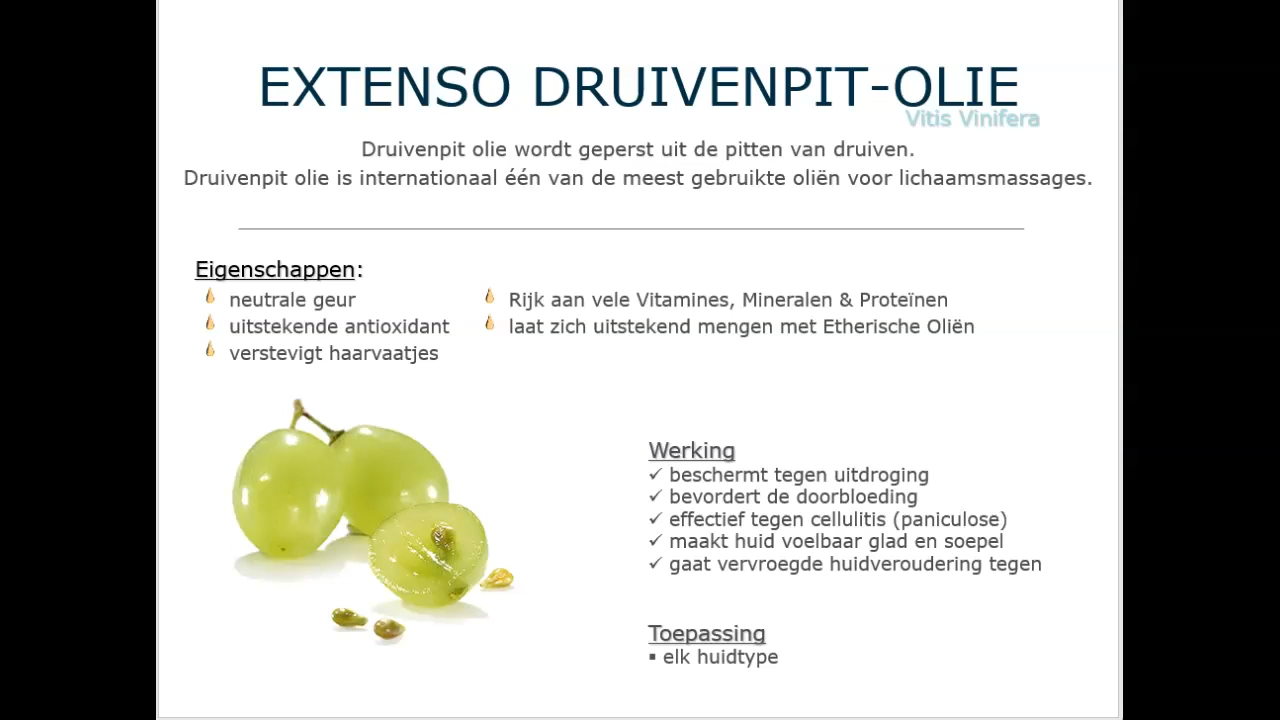 EXTENSO DRUIVENPIT-OLIE
Vitis Vinifera
Druivenpit olie wordt geperst uit de pitten van druiven.
Druivenpit olie is internationaal één van de meest gebruikte oliën voor lichaamsmassages.
Eigenschappen:
neutrale geur
uitstekende antioxidant
verstevigt haarvaatjes
Rijk aan vele Vitamines, Mineralen & Proteïnen
laat zich uitstekend mengen met Etherische Oliën
Werking
✓ beschermt tegen uitdroging
✓ bevordert de doorbloeding
✓ effectief tegen cellulitis (paniculose)
✓ maakt huid voelbaar glad en soepel
✓ gaat vervroegde huidveroudering tegen
Toepassing
▪ elk huidtype